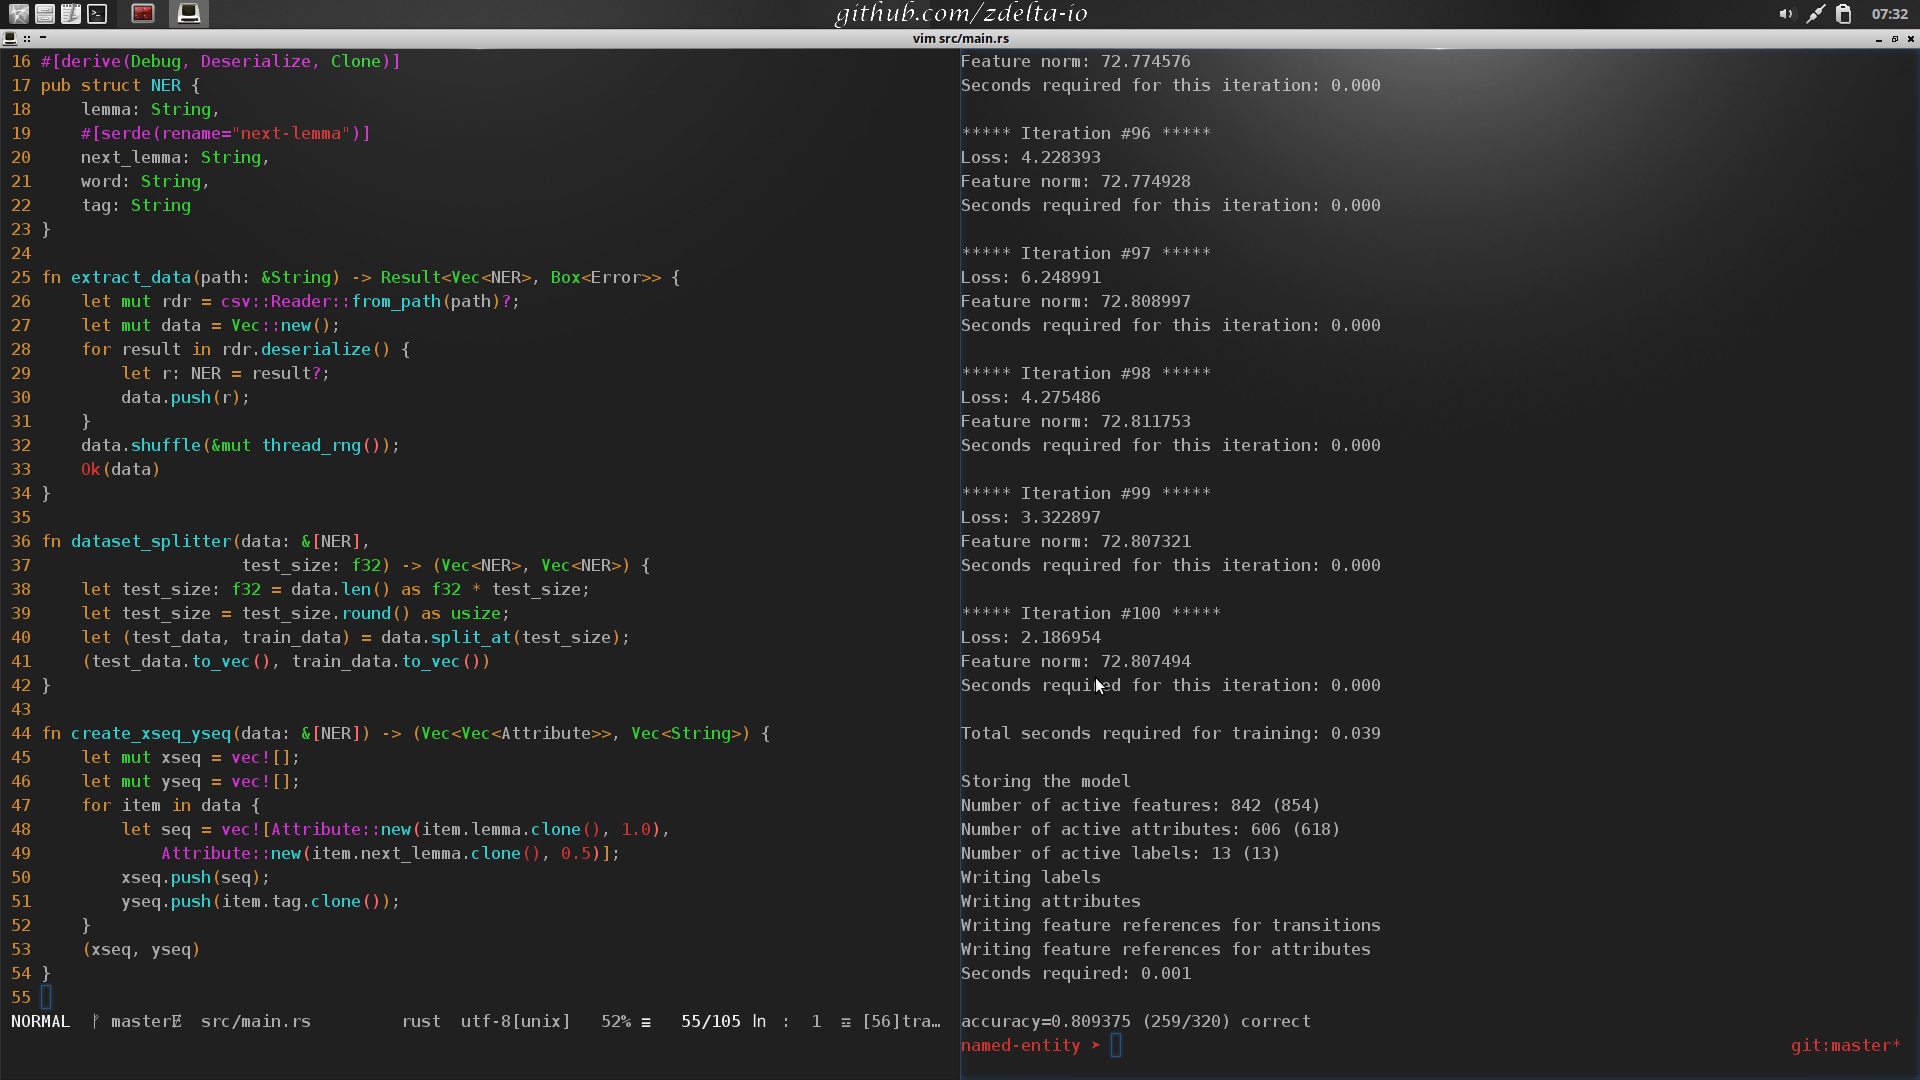 github.com/zdelta-io
07:32
vim src/main.rs
16 #[derive(Debug, Deserialize, Clone)]
17 pub struct NER {
18     lemma: String,
19     #[serde(rename="next-lemma")]
20     next_lemma: String,
21     word: String,
22     tag: String
23 }
24
25 fn extract_data(path: &String) -> Result<Vec<NER>, Box<Error>> {
26     let mut rdr = csv::Reader::from_path(path)?;
27     let mut data = Vec::new();
28     for result in rdr.deserialize() {
29         let r: NER = result?;
30         data.push(r);
31     }
32     data.shuffle(&mut thread_rng());
33     Ok(data)
34 }
35
36 fn dataset_splitter(data: &[NER],
37                     test_size: f32) -> (Vec<NER>, Vec<NER>) {
38     let test_size: f32 = data.len() as f32 * test_size;
39     let test_size = test_size.round() as usize;
40     let (test_data, train_data) = data.split_at(test_size);
41     (test_data.to_vec(), train_data.to_vec())
42 }
43
44 fn create_xseq_yseq(data: &[NER]) -> (Vec<Vec<Attribute>>, Vec<String>) {
45     let mut xseq = vec![];
46     let mut yseq = vec![];
47     for item in data {
48         let seq = vec![Attribute::new(item.lemma.clone(), 1.0),
49             Attribute::new(item.next_lemma.clone(), 0.5)];
50         xseq.push(seq);
51         yseq.push(item.tag.clone());
52     }
53     (xseq, yseq)
54 }
55
NORMAL master src/main.rs rust utf-8[unix] 52% ≡ 55/105 ln : 1 ☲ [56]tra…
Feature norm: 72.774576
Seconds required for this iteration: 0.000
***** Iteration #96 *****
Loss: 4.228393
Feature norm: 72.774928
Seconds required for this iteration: 0.000
***** Iteration #97 *****
Loss: 6.248991
Feature norm: 72.808997
Seconds required for this iteration: 0.000
***** Iteration #98 *****
Loss: 4.275486
Feature norm: 72.811753
Seconds required for this iteration: 0.000
***** Iteration #99 *****
Loss: 3.322897
Feature norm: 72.807321
Seconds required for this iteration: 0.000
***** Iteration #100 *****
Loss: 2.186954
Feature norm: 72.807494
Seconds required for this iteration: 0.000
Total seconds required for training: 0.039
Storing the model
Number of active features: 842 (854)
Number of active attributes: 606 (618)
Number of active labels: 13 (13)
Writing labels
Writing attributes
Writing feature references for transitions
Writing feature references for attributes
Seconds required: 0.001
accuracy=0.809375 (259/320) correct
named-entity ➤ git:master*